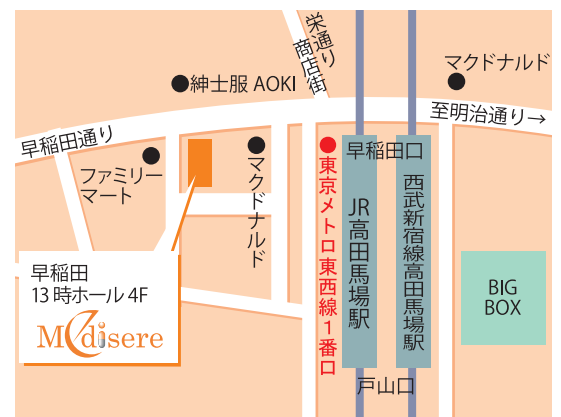 栄通り
商店街
マクドナルド
紳士服 AOKI
至明治通り→
早稲田通り
ファミリー
マート
マクドナルド
東京メトロ東西線1番口
早稲田口
JR高田馬場駅
西武新宿線高田馬場駅
早稲田
13時ホール 4F
Medisere
BIG
BOX
戸山口